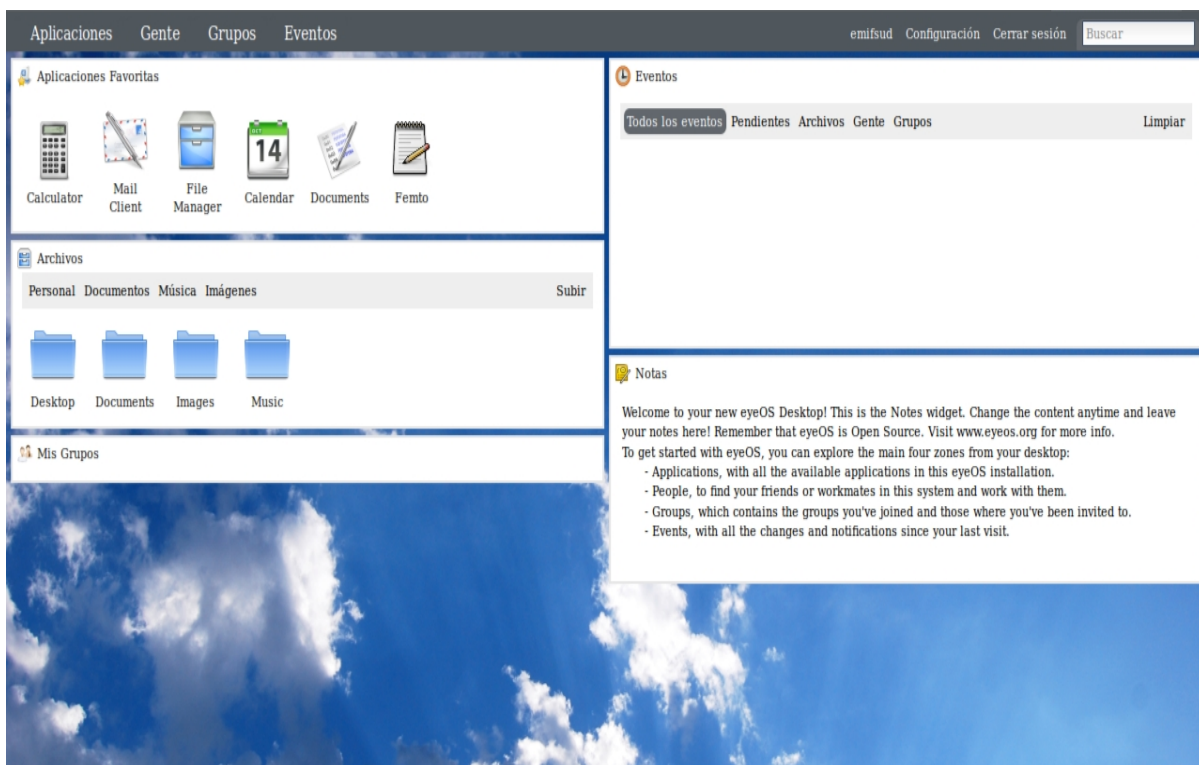 Aplicaciones Gente Grupos Eventos emifsud Configuración Cerrar sesión Buscar
Aplicaciones Favoritas
Calculator
Mail Client
File Manager
OCT
14
Calendar
Documents
Femto
Archivos
Personal Documentos Música Imágenes Subir
Desktop Documents Images Music
Mis Grupos
Eventos
Todos los eventos Pendientes Archivos Gente Grupos Limpiar
Notas
Welcome to your new eyeOS Desktop! This is the Notes widget. Change the content anytime and leave
your notes here! Remember that eyeOS is Open Source. Visit www.eyeos.org for more info.
To get started with eyeOS, you can explore the main four zones from your desktop:
- Applications, with all the available applications in this eyeOS installation.
- People, to find your friends or workmates in this system and work with them.
- Groups, which contains the groups you've joined and those where you've been invited to.
- Events, with all the changes and notifications since your last visit.